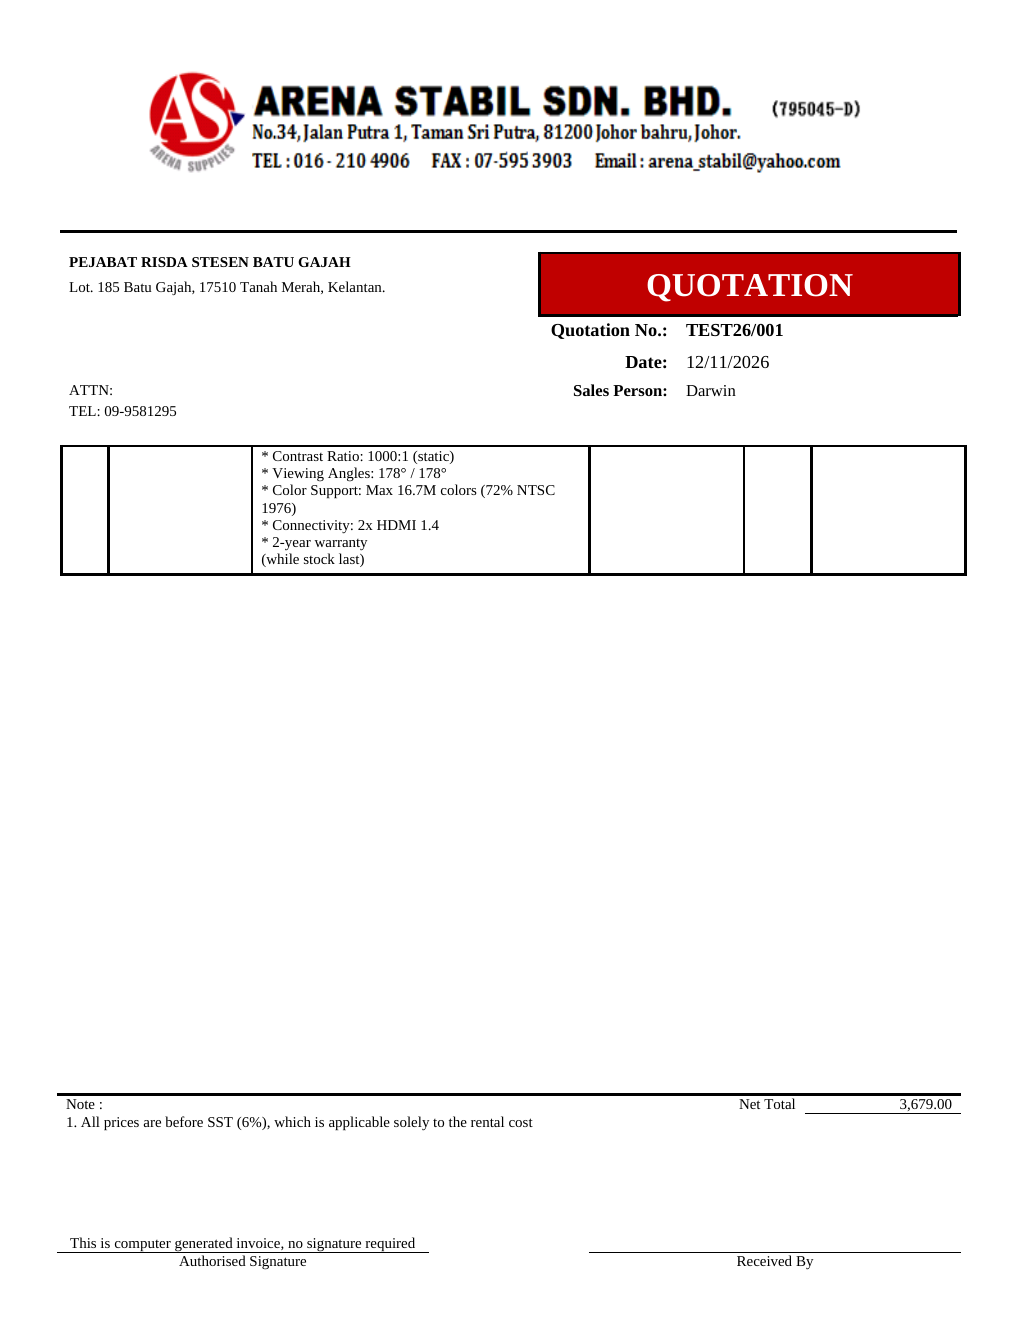 AS
ARENA SUPPLIES
ARENA STABIL SDN. BHD. (795045-D)
No.34, Jalan Putra 1, Taman Sri Putra, 81200 Johor bahru, Johor.
TEL : 016 - 210 4906 FAX : 07-595 3903 Email : arena_stabil@yahoo.com
PEJABAT RISDA STESEN BATU GAJAH
Lot. 185 Batu Gajah, 17510 Tanah Merah, Kelantan.
QUOTATION
Quotation No.: TEST26/001
Date: 12/11/2026
ATTN:
Sales Person: Darwin
TEL: 09-9581295
* Contrast Ratio: 1000:1 (static)
* Viewing Angles: 178° / 178°
* Color Support: Max 16.7M colors (72% NTSC
1976)
* Connectivity: 2x HDMI 1.4
* 2-year warranty
(while stock last)
Note :
Net Total 3,679.00
1. All prices are before SST (6%), which is applicable solely to the rental cost
This is computer generated invoice, no signature required
Authorised Signature
Received By